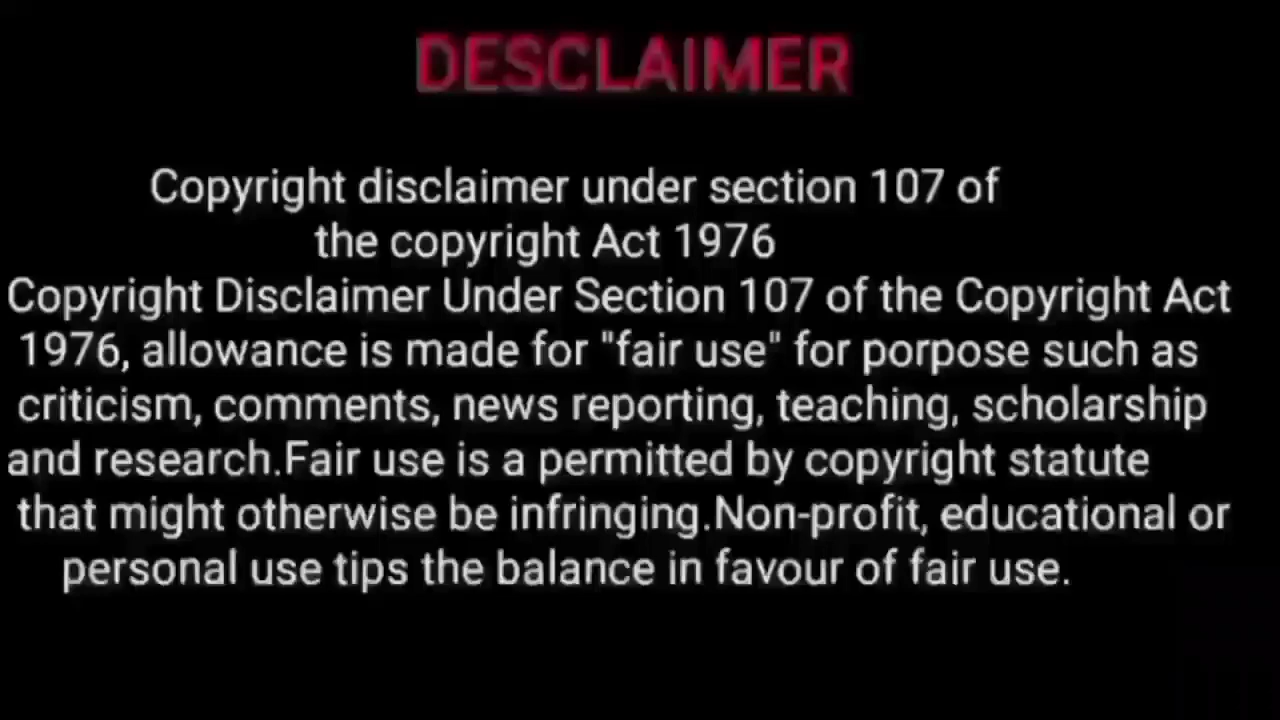 DESCLAIMER
Copyright disclaimer under section 107 of
the copyright Act 1976
Copyright Disclaimer Under Section 107 of the Copyright Act
1976, allowance is made for "fair use" for porpose such as
criticism, comments, news reporting, teaching, scholarship
and research.Fair use is a permitted by copyright statute
that might otherwise be infringing.Non-profit, educational or
personal use tips the balance in favour of fair use.